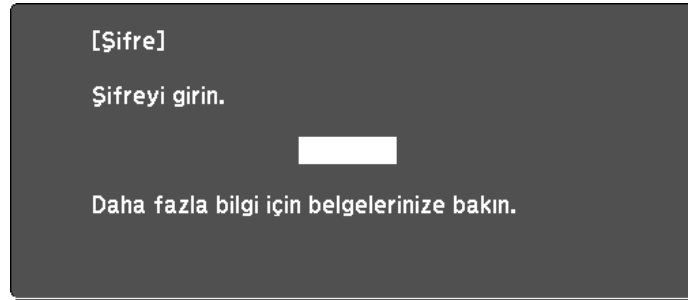 [Şifre]
Şifreyi girin.
Daha fazla bilgi için belgelerinize bakın.